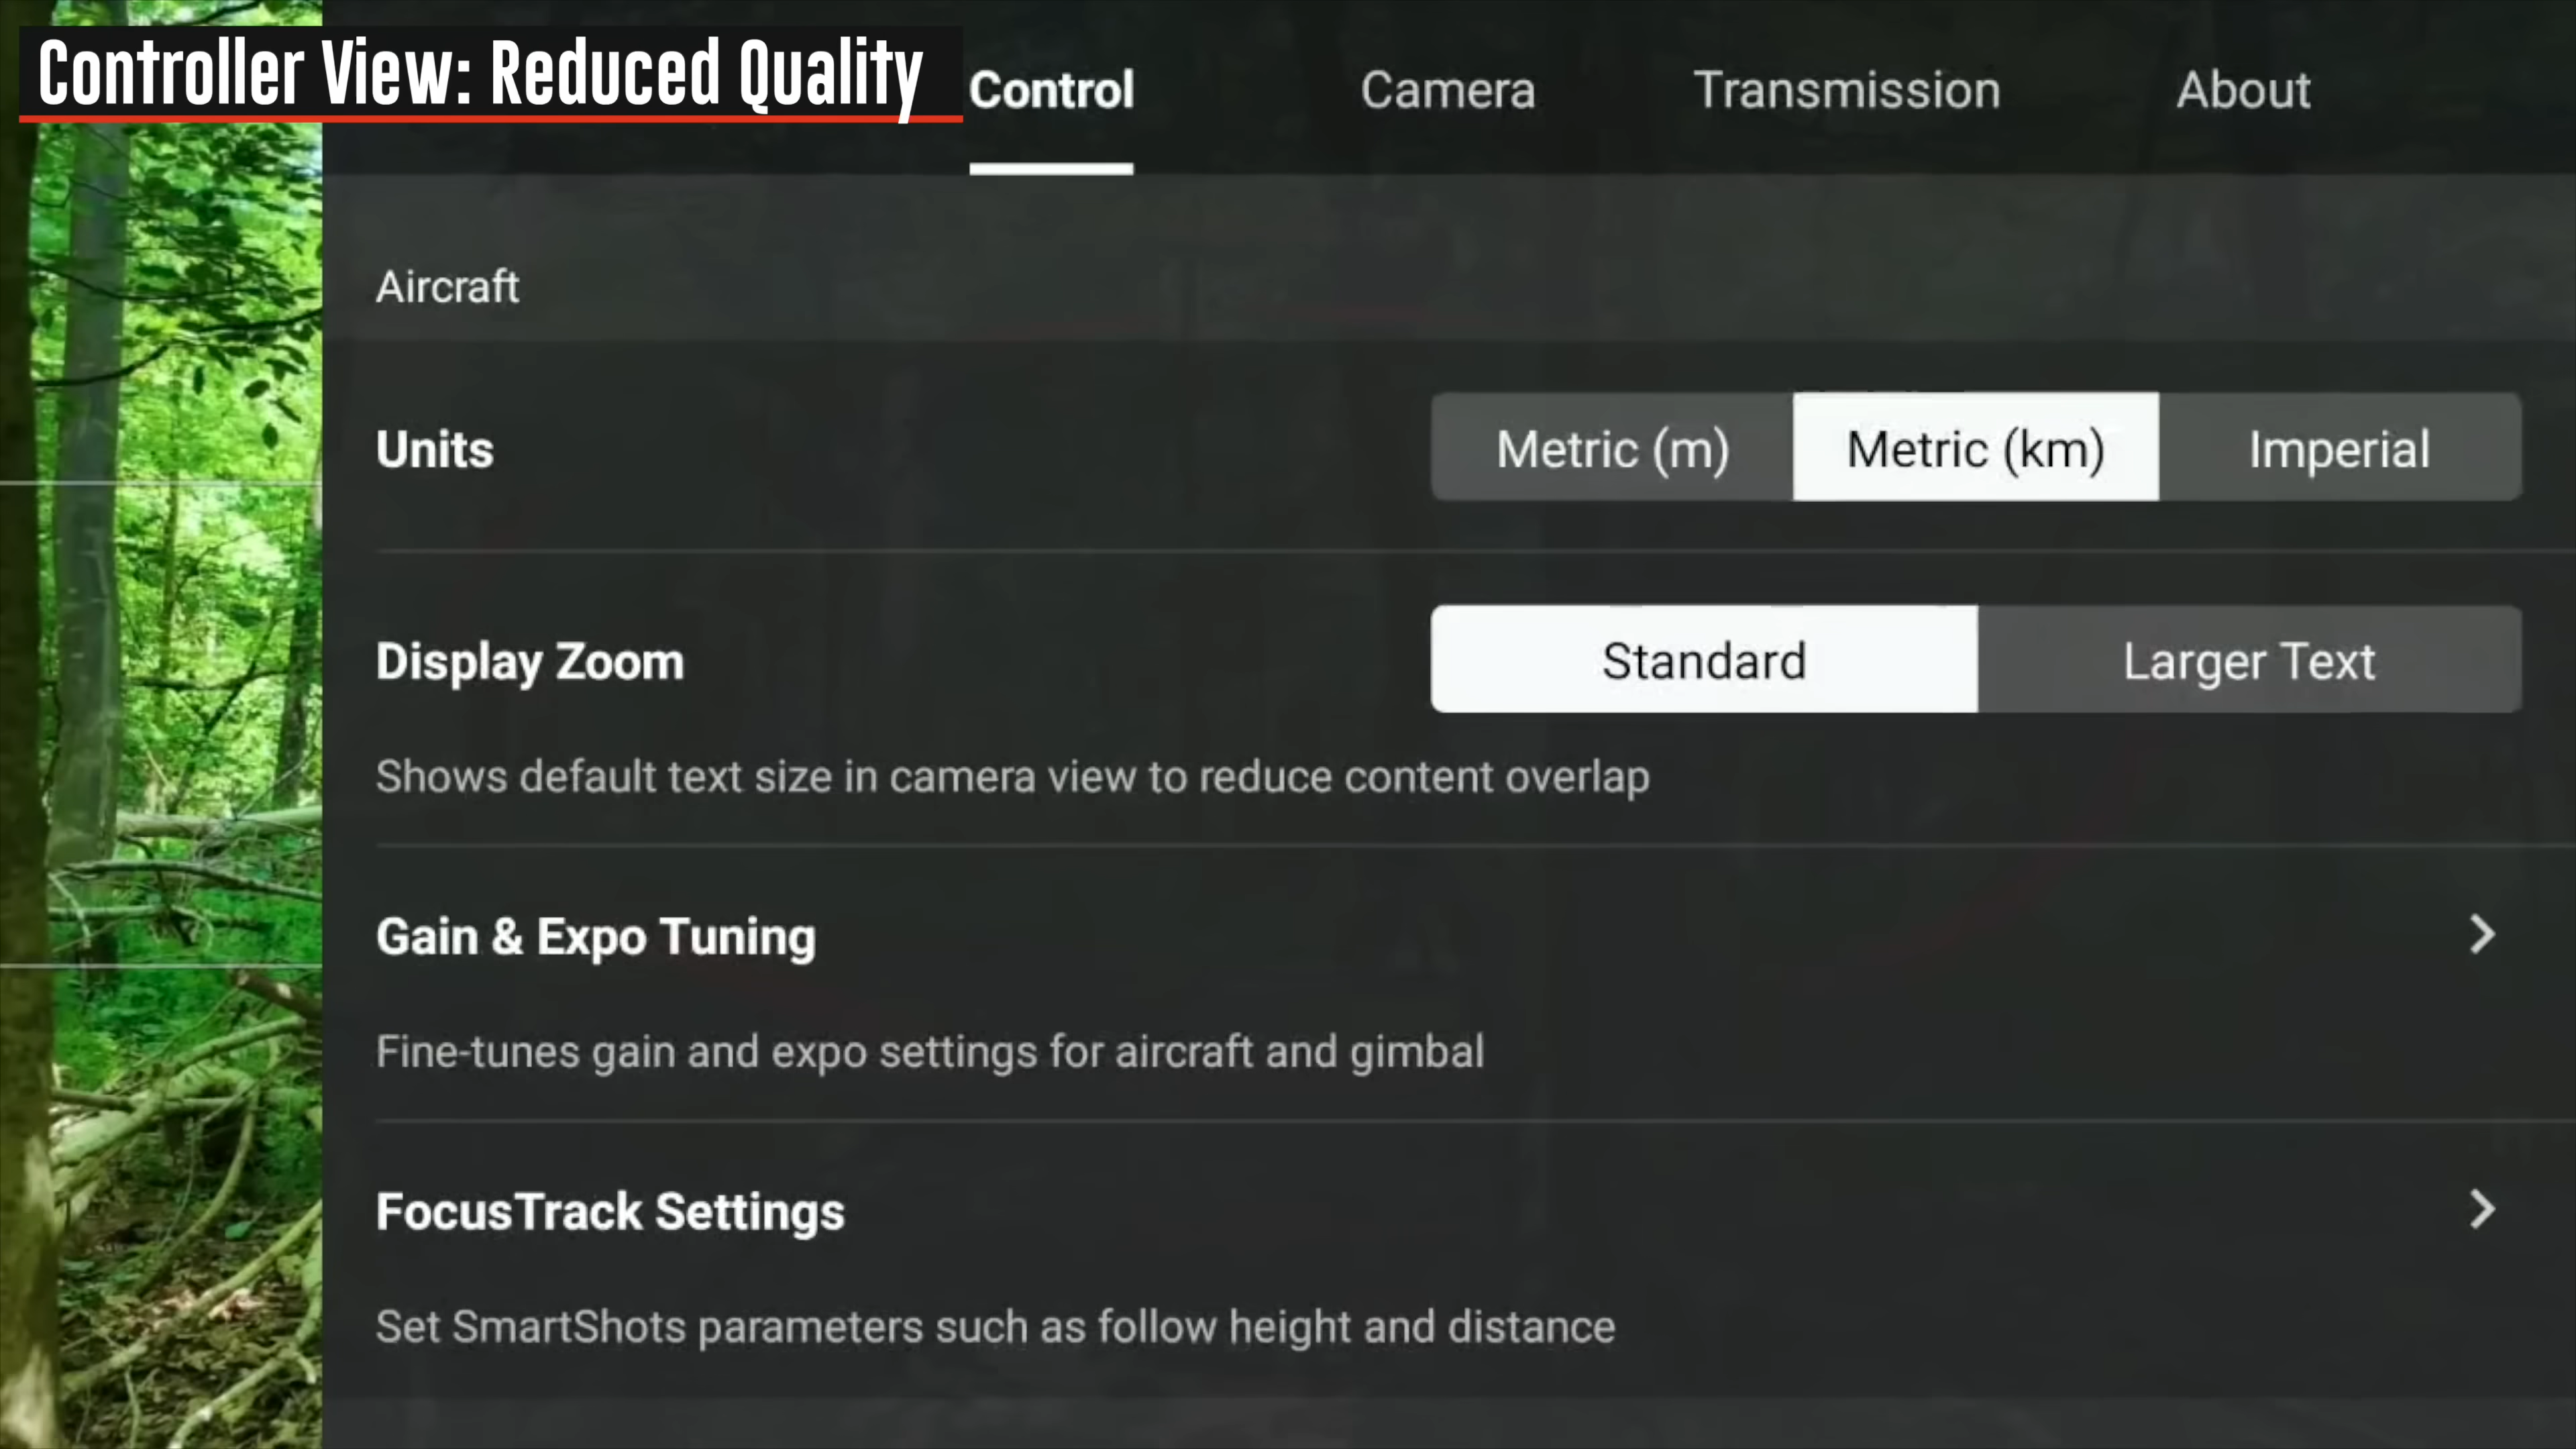 Controller View: Reduced Quality
Control Camera Transmission About
Aircraft
Units Metric (m) Metric (km) Imperial
Display Zoom Standard Larger Text
Shows default text size in camera view to reduce content overlap
Gain & Expo Tuning
Fine-tunes gain and expo settings for aircraft and gimbal
FocusTrack Settings
Set SmartShots parameters such as follow height and distance